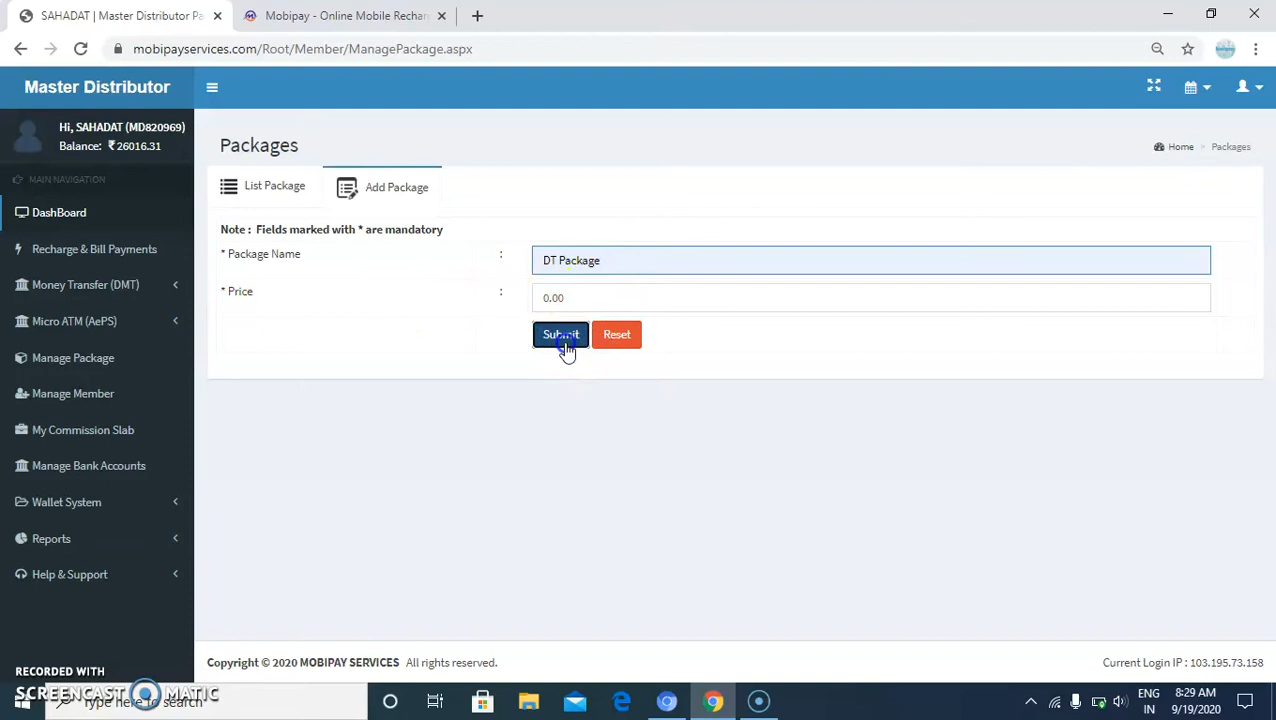 SAHADAT | Master Distributor Pa
Mobipay - Online Mobile Rechar
mobipayservices.com/Root/Member/ManagePackage.aspx
Master Distributor
Hi, SAHADAT (MD820969)
Balance: ₹ 26016.31
MAIN NAVIGATION
DashBoard
Recharge & Bill Payments
Money Transfer (DMT)
Micro ATM (AePS)
Manage Package
Manage Member
My Commission Slab
Manage Bank Accounts
Wallet System
Reports
Help & Support
Packages
Home > Packages
List Package
Add Package
Note : Fields marked with * are mandatory
* Package Name : DT Package
* Price : 0.00
Submit Reset
Copyright © 2020 MOBIPAY SERVICES All rights reserved.
Current Login IP : 103.195.73.158
RECORDED WITH
SCREENCAST MATIC
Type here to search
ENG
IN
8:29 AM
9/19/2020